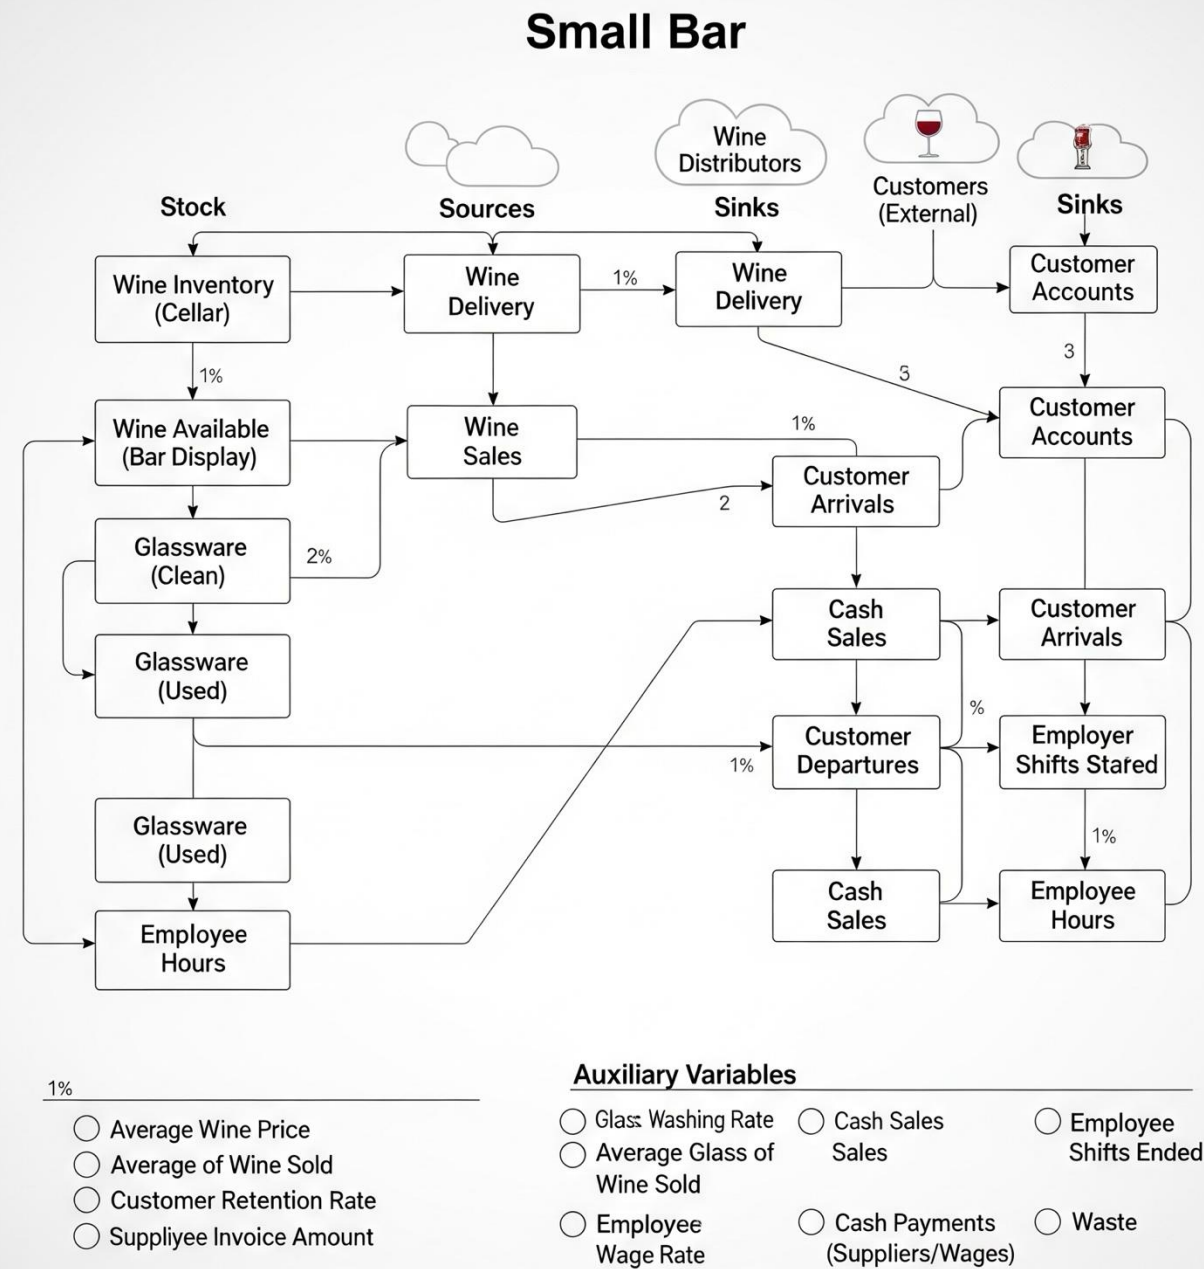 Small Bar
Wine
Distributors
Customers
(External)
Stock
Sources
Sinks
Sinks
Wine Inventory
(Cellar)
Wine
Delivery
1%
Wine
Delivery
Customer
Accounts
1%
3
3
Wine Available
(Bar Display)
Wine
Sales
1%
Customer
Accounts
Customer
Arrivals
2
Glassware
(Clean)
2%
Cash
Sales
Customer
Arrivals
Glassware
(Used)
%
Customer
Departures
1%
Employer
Shifts Stared
Glassware
(Used)
1%
Cash
Sales
Employee
Hours
Employee
Hours
1%
Average Wine Price
Average of Wine Sold
Customer Retention Rate
Suppliyee Invoice Amount
Auxiliary Variables
Glass Washing Rate
Average Glass of
Wine Sold
Employee
Wage Rate
Cash Sales
Sales
Cash Payments
(Suppliers/Wages)
Employee
Shifts Ended
Waste